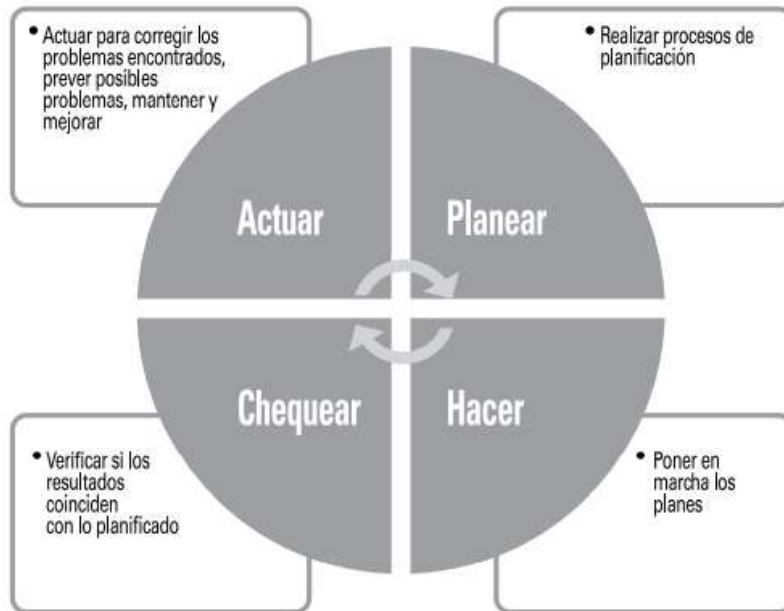 • Actuar para corregir los
problemas encontrados,
prever posibles
problemas, mantener y
mejorar
• Realizar procesos de
planificación
Actuar
Planear
Chequear
Hacer
• Verificar si los
resultados
coinciden
con lo planificado
• Poner en
marcha los
planes